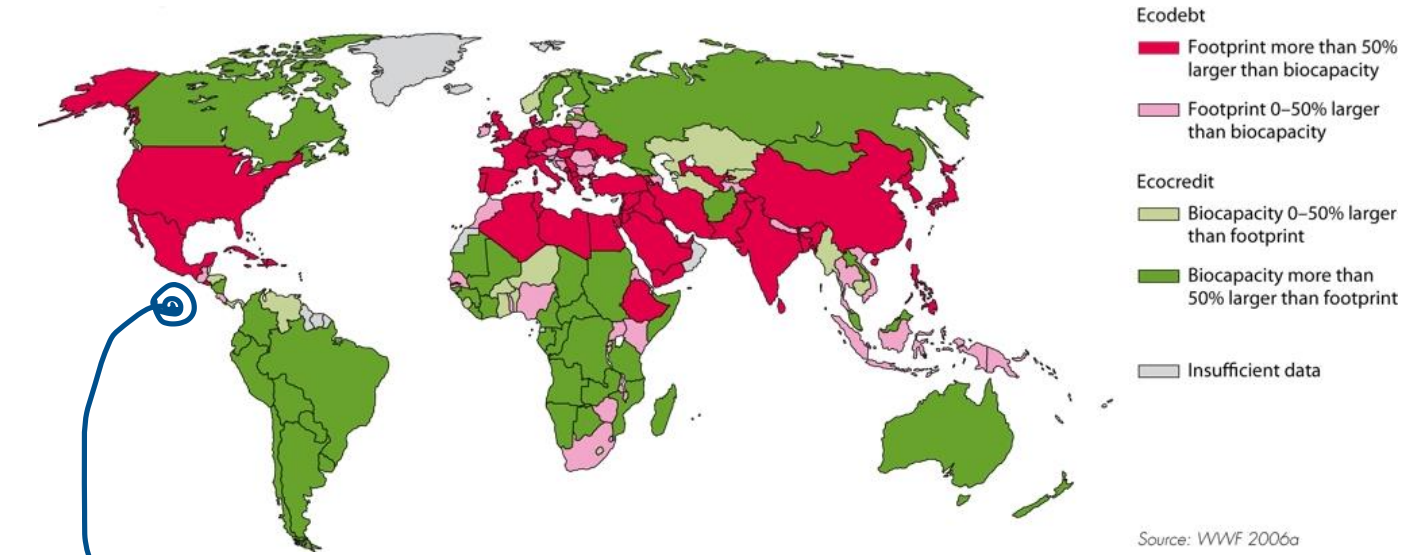 Ecodebt
Footprint more than 50%
larger than biocapacity
Footprint 0–50% larger
than biocapacity
Ecocredit
Biocapacity 0–50% larger
than footprint
Biocapacity more than
50% larger than footprint
Insufficient data
Source: WWF 2006a